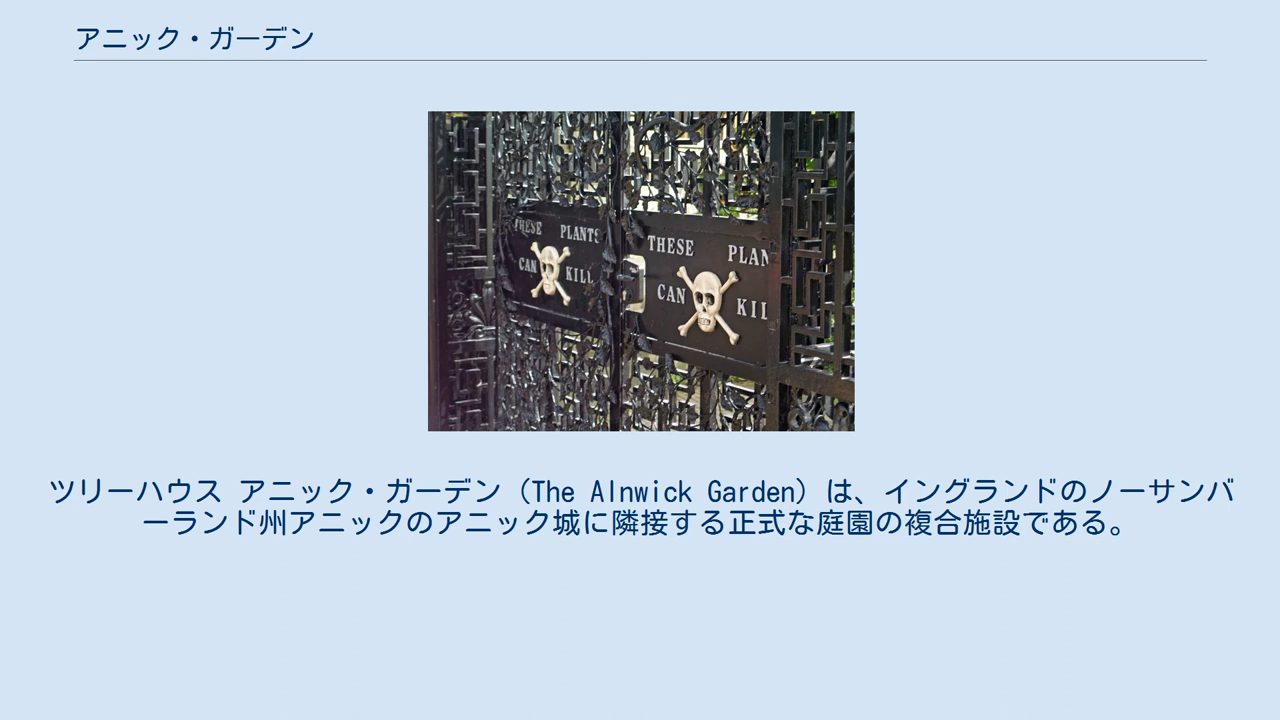 アニック・ガーデン
THESE PLANTS
CAN KILL
THESE PLAN
CAN KIL
ツリーハウス アニック・ガーデン（The Alnwick Garden）は、イングランドのノーサンバ
ーランド州アニックのアニック城に隣接する正式な庭園の複合施設である。